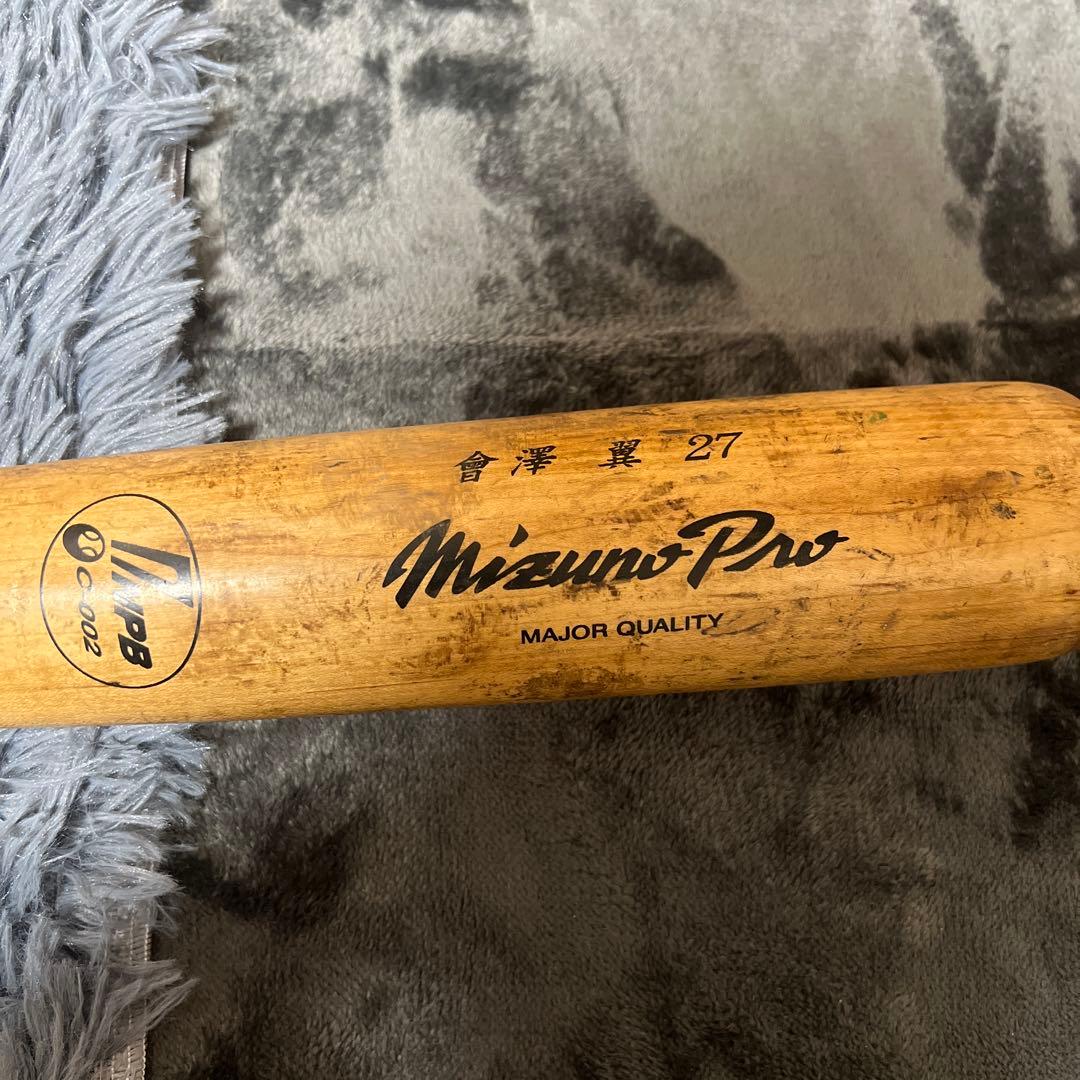 會澤 翼 27
Mizuno Pro
MAJOR QUALITY
NPB
C-002